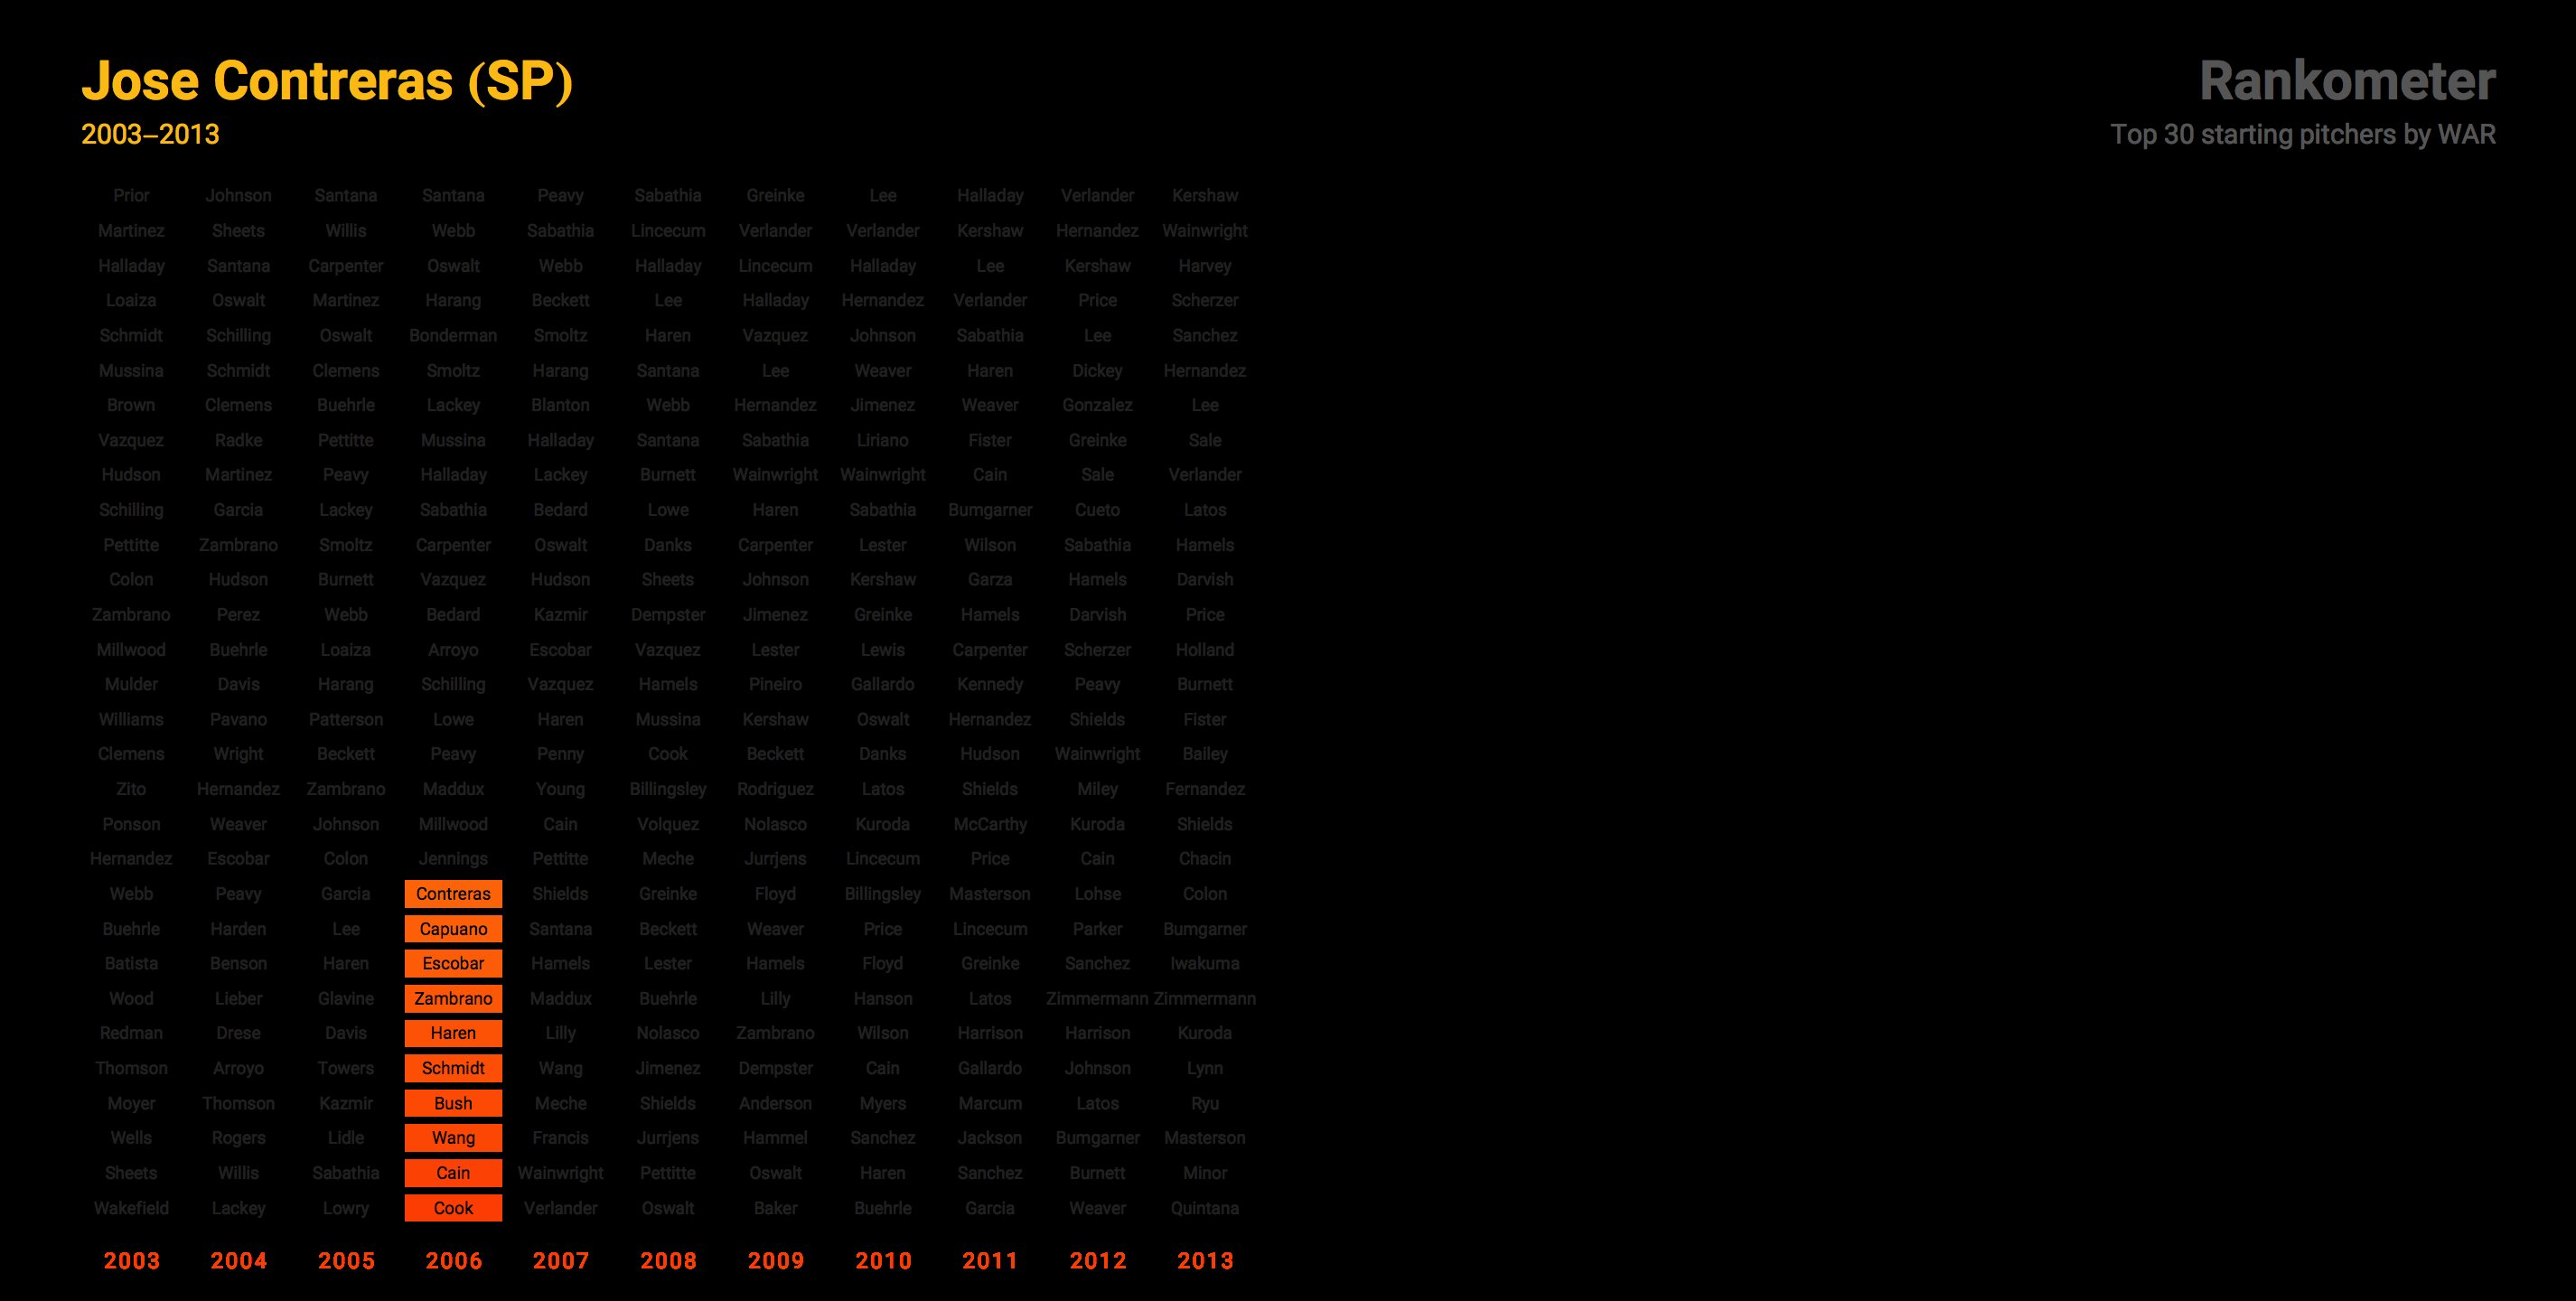 Jose Contreras (SP)
2003–2013
Rankometer
Top 30 starting pitchers by WAR
Prior Johnson Santana Santana Peavy Sabathia Greinke Lee Halladay Verlander Kershaw
Martinez Sheets Willis Webb Sabathia Lincecum Verlander Verlander Kershaw Hernandez Wainwright
Halladay Santana Carpenter Oswalt Webb Halladay Lincecum Halladay Lee Kershaw Harvey
Loaiza Oswalt Martinez Harang Beckett Lee Halladay Hernandez Verlander Price Scherzer
Schmidt Schilling Oswalt Bonderman Smoltz Haren Vazquez Johnson Sabathia Lee Sanchez
Mussina Schmidt Clemens Smoltz Harang Santana Lee Weaver Haren Dickey Hernandez
Brown Clemens Buehrle Lackey Blanton Webb Hernandez Jimenez Weaver Gonzalez Lee
Vazquez Radke Pettitte Mussina Halladay Santana Sabathia Liriano Fister Greinke Sale
Hudson Martinez Peavy Halladay Lackey Burnett Wainwright Wainwright Cain Sale Verlander
Schilling Garcia Lackey Sabathia Bedard Lowe Haren Sabathia Bumgarner Cueto Latos
Pettitte Zambrano Smoltz Carpenter Oswalt Danks Carpenter Lester Wilson Sabathia Hamels
Colon Hudson Burnett Vazquez Hudson Sheets Johnson Kershaw Garza Hamels Darvish
Zambrano Perez Webb Bedard Kazmir Dempster Jimenez Greinke Hamels Darvish Price
Millwood Buehrle Loaiza Arroyo Escobar Vazquez Lester Lewis Carpenter Scherzer Holland
Mulder Davis Harang Schilling Vazquez Hamels Pineiro Gallardo Kennedy Peavy Burnett
Williams Pavano Patterson Lowe Haren Mussina Kershaw Oswalt Hernandez Shields Fister
Clemens Wright Beckett Peavy Penny Cook Beckett Danks Hudson Wainwright Bailey
Zito Hernandez Zambrano Maddux Young Billingsley Rodriguez Latos Shields Miley Fernandez
Ponson Weaver Johnson Millwood Cain Volquez Nolasco Kuroda McCarthy Kuroda Shields
Hernandez Escobar Colon Jennings Pettitte Meche Jurrjens Lincecum Price Cain Chacin
Webb Peavy Garcia Contreras Shields Greinke Floyd Billingsley Masterson Lohse Colon
Buehrle Harden Lee Capuano Santana Beckett Weaver Price Lincecum Parker Bumgarner
Batista Benson Haren Escobar Hamels Lester Hamels Floyd Greinke Sanchez Iwakuma
Wood Lieber Glavine Zambrano Maddux Buehrle Lilly Hanson Latos Zimmermann Zimmermann
Redman Drese Davis Haren Lilly Nolasco Zambrano Wilson Harrison Harrison Kuroda
Thomson Arroyo Towers Schmidt Wang Jimenez Dempster Cain Gallardo Johnson Lynn
Moyer Thomson Kazmir Bush Meche Shields Anderson Myers Marcum Latos Ryu
Wells Rogers Lidle Wang Francis Jurrjens Hammel Sanchez Jackson Bumgarner Masterson
Sheets Willis Sabathia Cain Wainwright Pettitte Oswalt Haren Sanchez Burnett Minor
Wakefield Lackey Lowry Cook Verlander Oswalt Baker Buehrle Garcia Weaver Quintana
2003 2004 2005 2006 2007 2008 2009 2010 2011 2012 2013